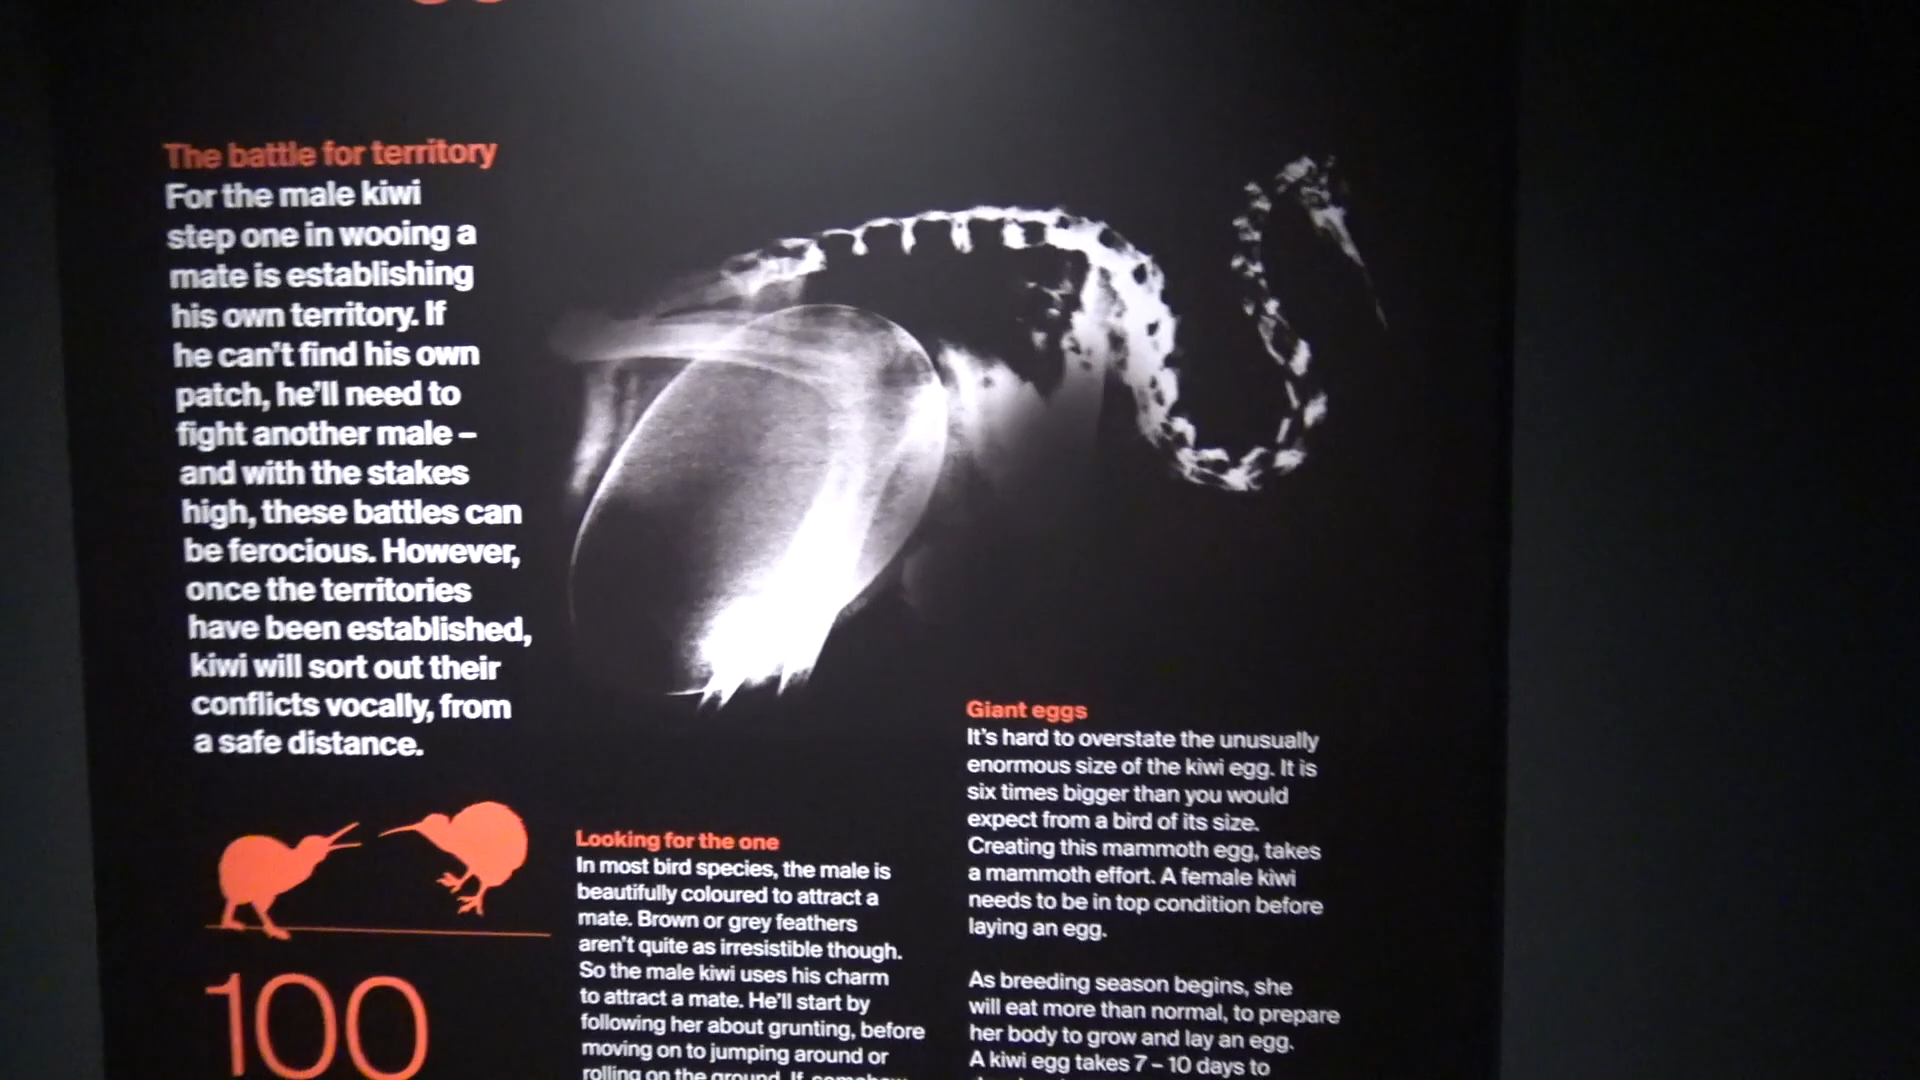 The battle for territory
For the male kiwi
step one in wooing a
mate is establishing
his own territory. If
he can't find his own
patch, he'll need to
fight another male –
and with the stakes
high, these battles can
be ferocious. However,
once the territories
have been established,
kiwi will sort out their
conflicts vocally, from
a safe distance.
100
Looking for the one
In most bird species, the male is
beautifully coloured to attract a
mate. Brown or grey feathers
aren't quite as irresistible though.
So the male kiwi uses his charm
to attract a mate. He'll start by
following her about grunting, before
moving on to jumping around or
rolling on the ground. If, somehow
Giant eggs
It's hard to overstate the unusually
enormous size of the kiwi egg. It is
six times bigger than you would
expect from a bird of its size.
Creating this mammoth egg, takes
a mammoth effort. A female kiwi
needs to be in top condition before
laying an egg.
As breeding season begins, she
will eat more than normal, to prepare
her body to grow and lay an egg.
A kiwi egg takes 7 – 10 days to